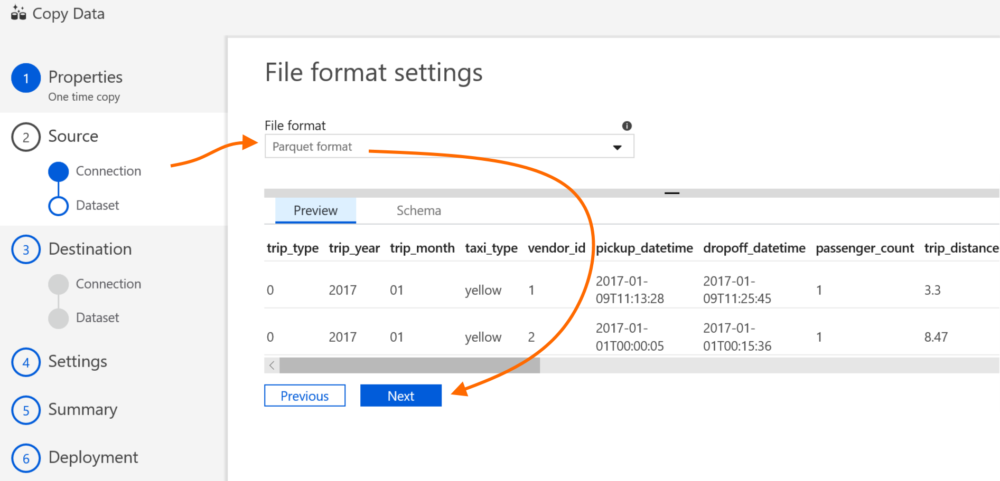 Copy Data
1 Properties
One time copy
2 Source
Connection
Dataset
3 Destination
Connection
Dataset
4 Settings
5 Summary
6 Deployment
File format settings
File format
Parquet format
Preview Schema
trip_type trip_year trip_month taxi_type vendor_id pickup_datetime dropoff_datetime passenger_count trip_distance
0 2017 01 yellow 1 2017-01-09T11:13:28 2017-01-09T11:25:45 1 3.3
0 2017 01 yellow 2 2017-01-01T00:00:05 2017-01-01T00:15:36 1 8.47
Previous Next